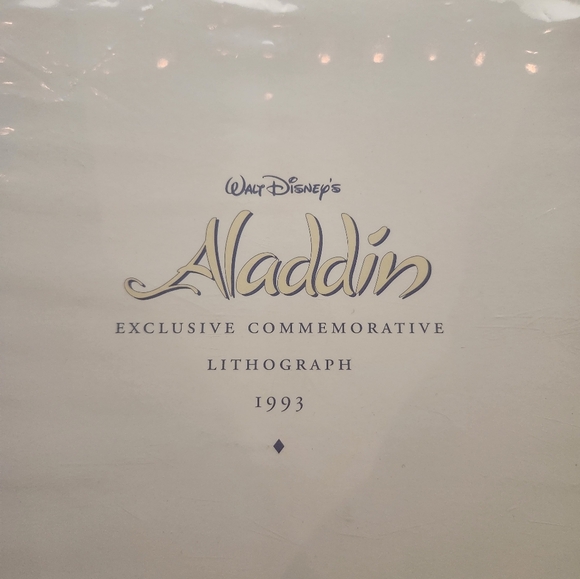 Walt Disney's
Aladdin
EXCLUSIVE COMMEMORATIVE
LITHOGRAPH
1993